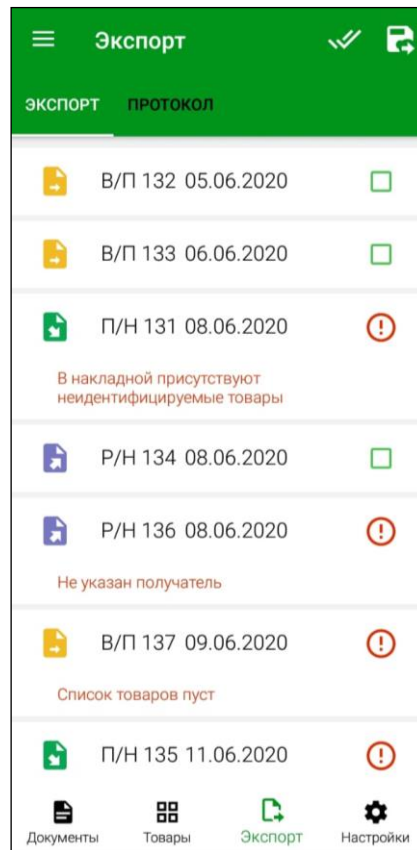 Экспорт
ЭКСПОРТ ПРОТОКОЛ
В/П 132 05.06.2020
В/П 133 06.06.2020
П/Н 131 08.06.2020
В накладной присутствуют
неидентифицируемые товары
Р/Н 134 08.06.2020
Р/Н 136 08.06.2020
Не указан получатель
В/П 137 09.06.2020
Список товаров пуст
П/Н 135 11.06.2020
Документы Товары Экспорт Настройки